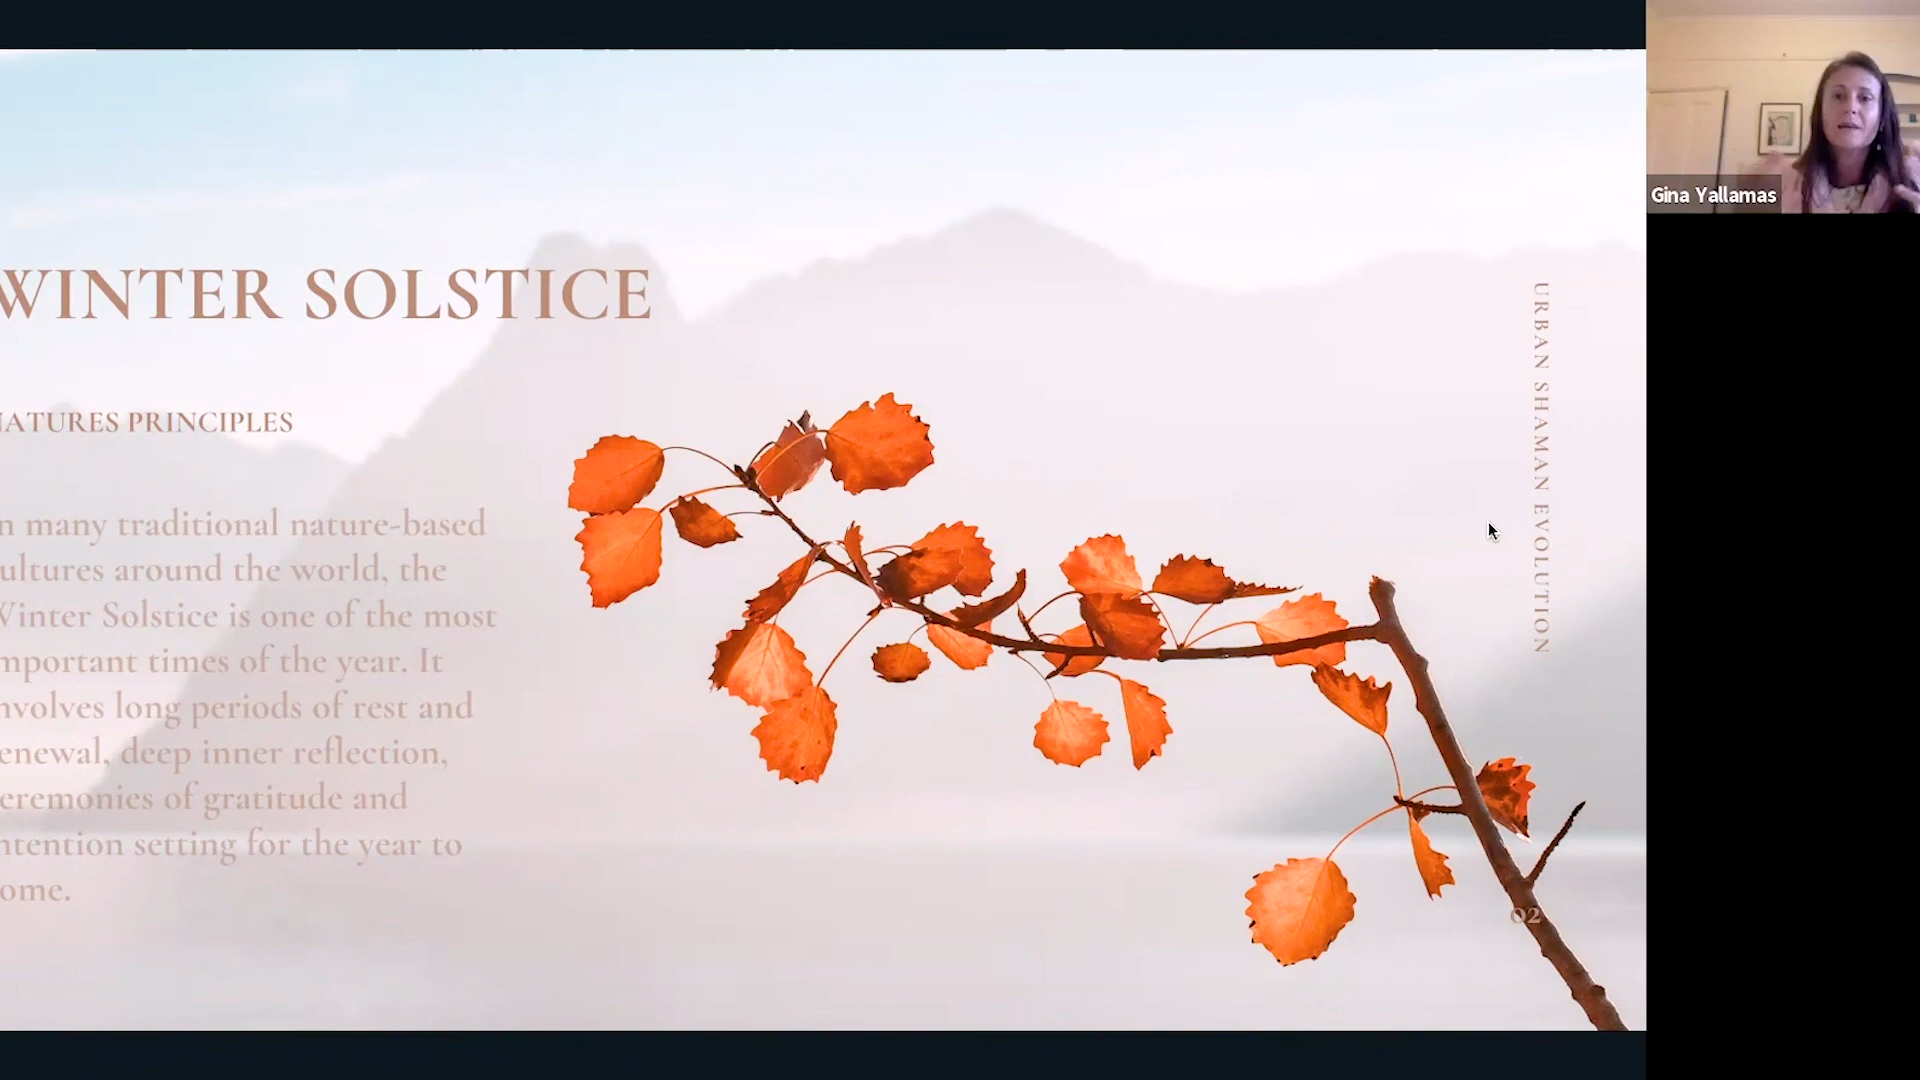 WINTER SOLSTICE
NATURES PRINCIPLES
n many traditional nature-based
ultures around the world, the
Winter Solstice is one of the most
mportant times of the year. It
nvolves long periods of rest and
enewal, deep inner reflection,
eremonies of gratitude and
ntention setting for the year to
ome.
URBAN SHAMAN EVOLUTION
02
Gina Yallamas